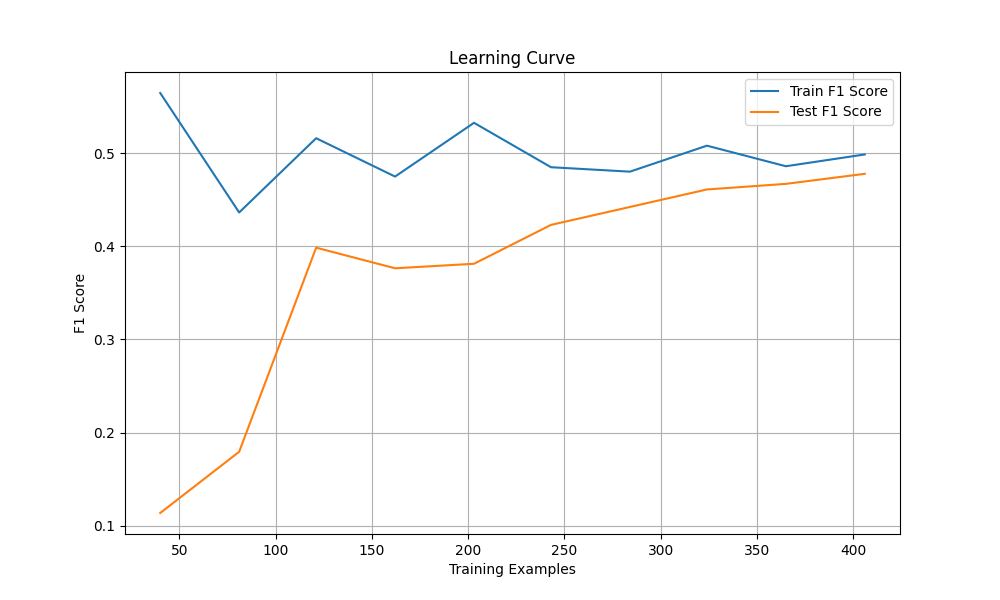 Learning Curve
Train F1 Score
Test F1 Score
0.5
0.4
0.3
0.2
0.1
F1 Score
50 100 150 200 250 300 350 400
Training Examples